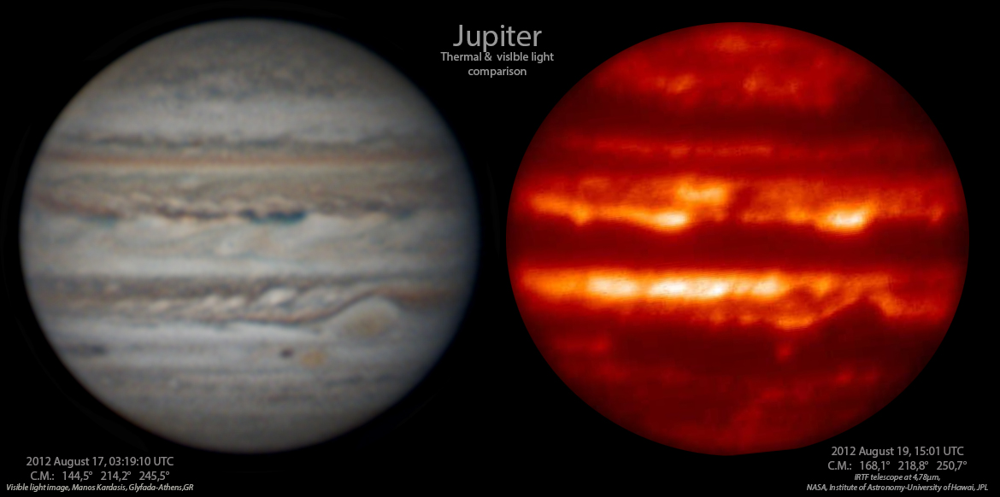 Jupiter
Thermal & visible light
comparison
2012 August 17, 03:19:10 UTC
C.M.: 144,5° 214,2° 245,5°
Visible light image, Manos Kardasis, Glyfada-Athens,GR
2012 August 19, 15:01 UTC
C.M.: 168,1° 218,8° 250,7°
IRTF telescope at 4,78µm,
NASA, Institute of Astronomy-University of Hawai, JPL